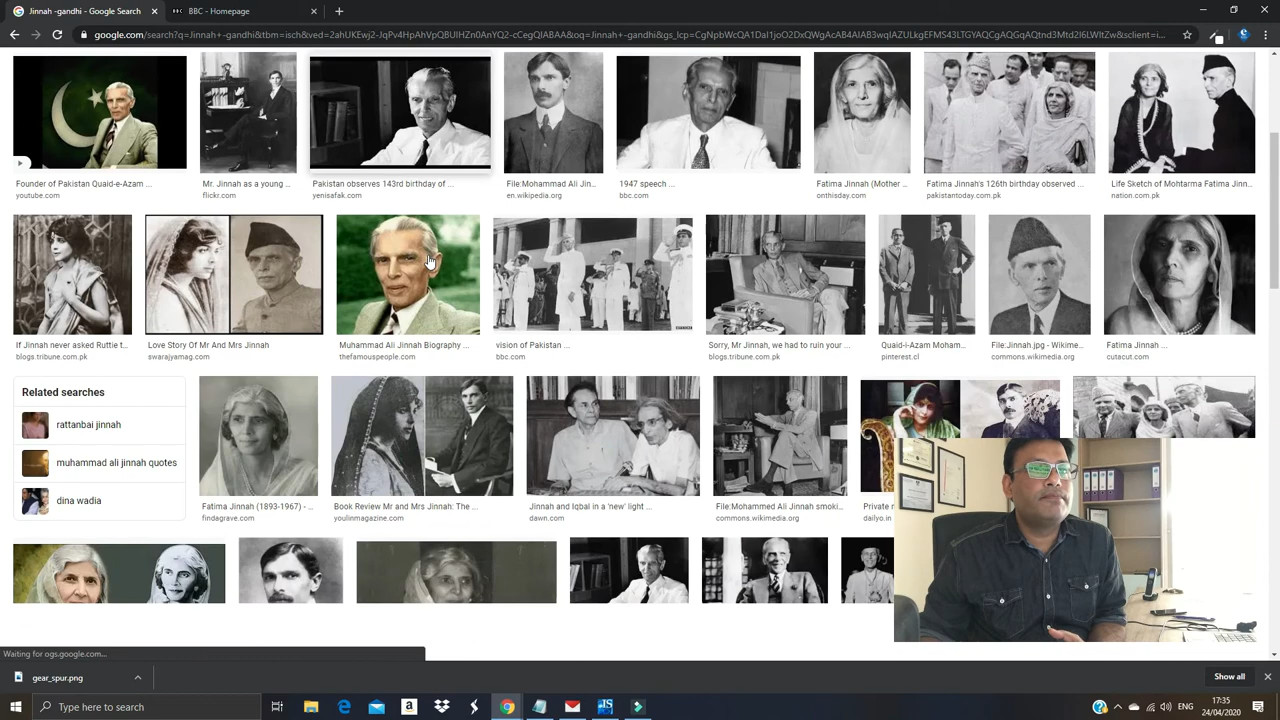 Jinnah -gandhi - Google Search
BBC - Homepage
google.com/search?q=Jinnah+-gandhi&tbm=isch&ved=
Founder of Pakistan Quaid-e-Azam ...
youtube.com
Mr. Jinnah as a young ...
flickr.com
Pakistan observes 143rd birthday of ...
yenisafak.com
File:Mohammad Ali Jin...
en.wikipedia.org
1947 speech ...
bbc.com
Fatima Jinnah (Mother ...
onthisday.com
Fatima Jinnah's 126th birthday observed ...
pakistantoday.com.pk
Life Sketch of Mohtarma Fatima Jinn...
nation.com.pk
If Jinnah never asked Ruttie t...
blogs.tribune.com.pk
Love Story Of Mr And Mrs Jinnah
swarajyamag.com
Muhammad Ali Jinnah Biography ...
thefamouspeople.com
vision of Pakistan ...
bbc.com
Sorry, Mr Jinnah, we had to ruin your ...
blogs.tribune.com.pk
Quaid-i-Azam Moham...
pinterest.cl
File:Jinnah.jpg - Wikime...
commons.wikimedia.org
Fatima Jinnah ...
cutacut.com
Related searches
rattanbai jinnah
muhammad ali jinnah quotes
dina wadia
Fatima Jinnah (1893-1967) - ...
findagrave.com
Book Review Mr and Mrs Jinnah: The ...
youlinmagazine.com
Jinnah and Iqbal in a 'new' light ...
dawn.com
File:Mohammed Ali Jinnah smoki...
commons.wikimedia.org
Private r
dailyo.in
Waiting for ogs.google.com...
gear_spur.png
Show all
Type here to search
ENG
17:35
24/04/2020